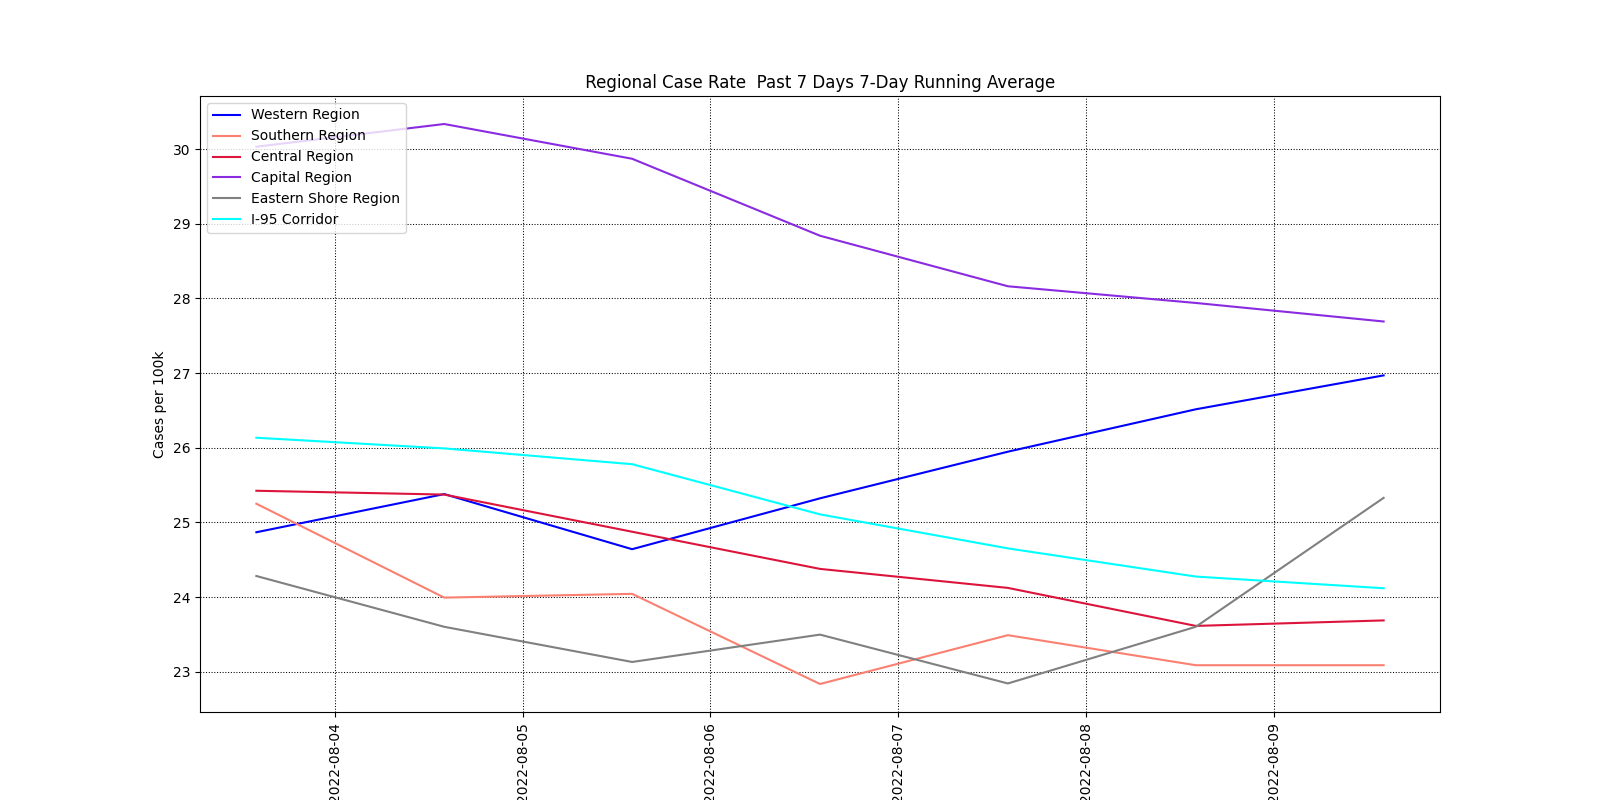 Regional Case Rate  Past 7 Days 7-Day Running Average
Western Region
Southern Region
Central Region
Capital Region
Eastern Shore Region
I-95 Corridor
30
29
28
27
26
25
24
23
Cases per 100k
2022-08-04
2022-08-05
2022-08-06
2022-08-07
2022-08-08
2022-08-09